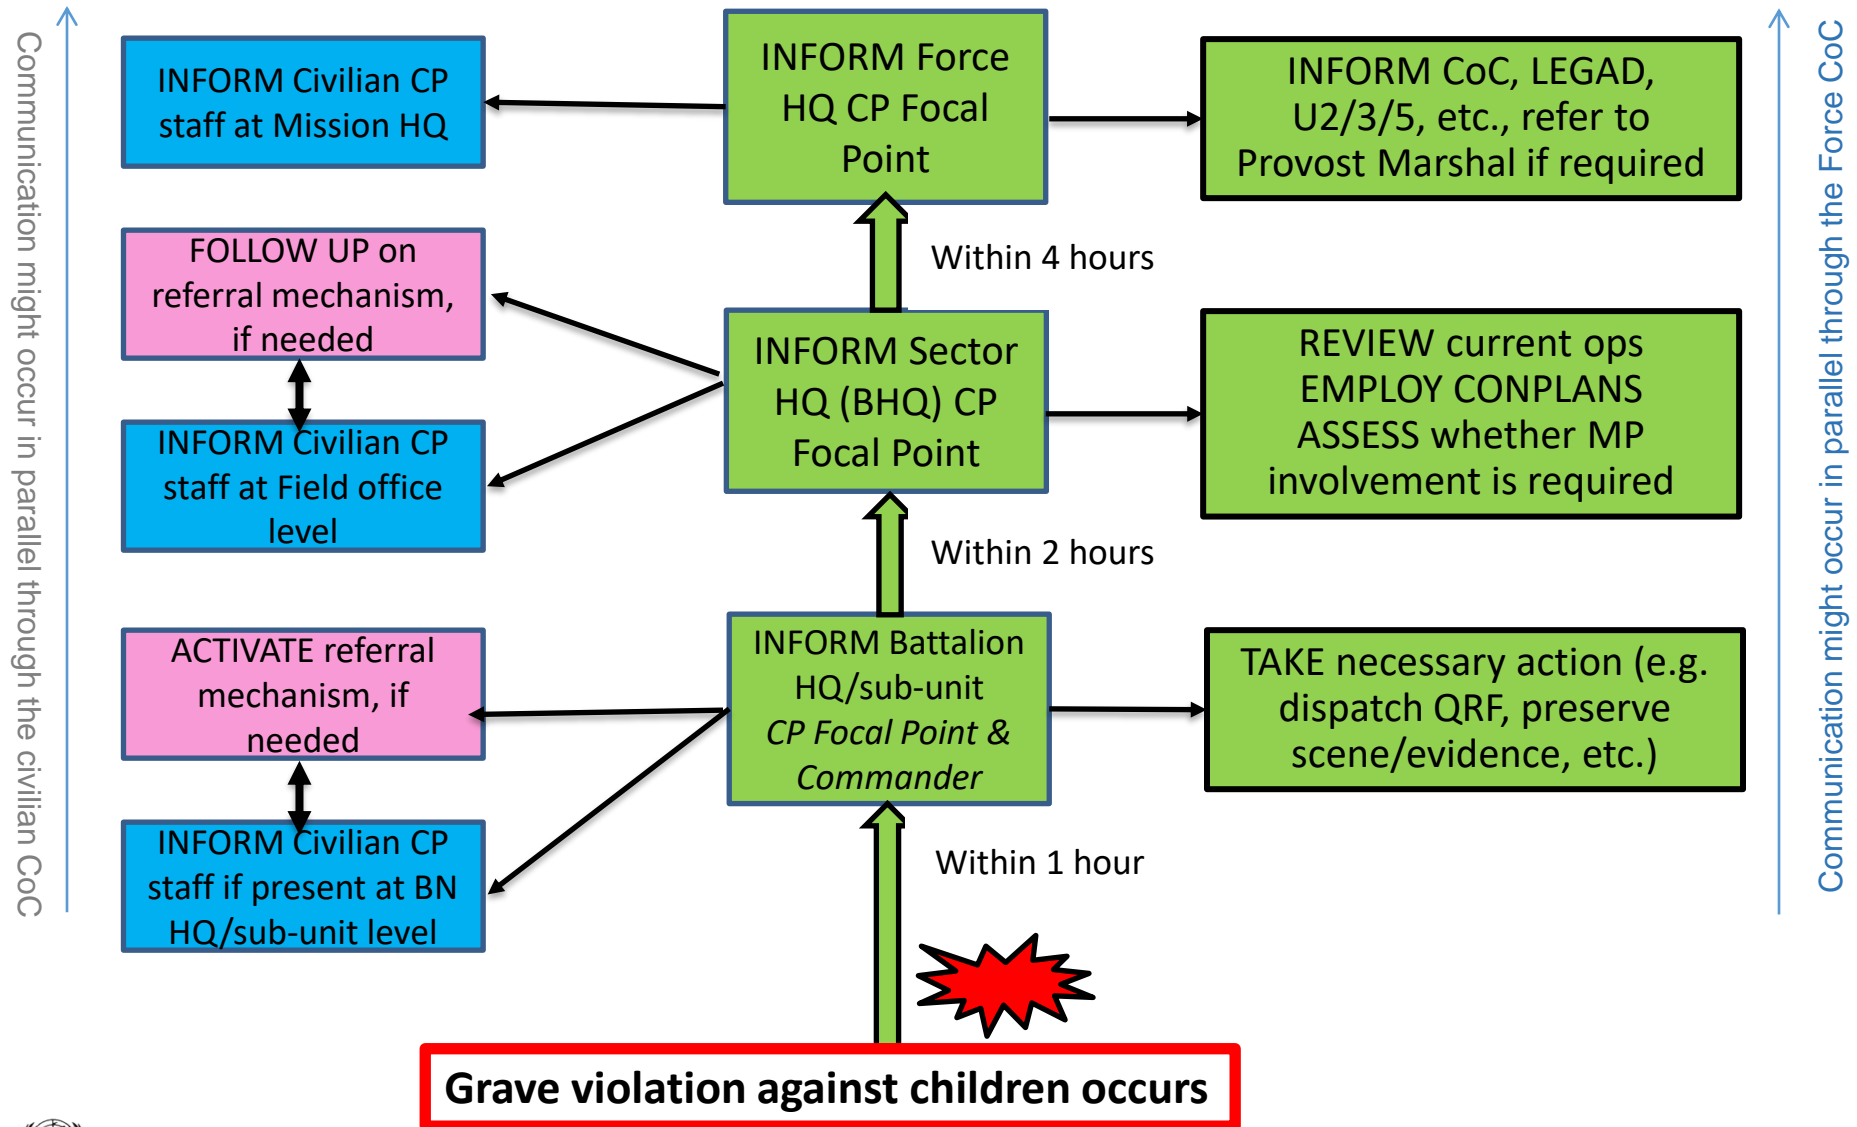 Communication might occur in parallel through the civilian CoC
INFORM Civilian CP
staff at Mission HQ
INFORM Force
HQ CP Focal
Point
INFORM CoC, LEGAD,
U2/3/5, etc., refer to
Provost Marshal if required
Within 4 hours
FOLLOW UP on
referral mechanism,
if needed
INFORM Civilian CP
staff at Field office
level
INFORM Sector
HQ (BHQ) CP
Focal Point
REVIEW current ops
EMPLOY CONPLANS
ASSESS whether MP
involvement is required
Within 2 hours
ACTIVATE referral
mechanism, if
needed
INFORM Civilian CP
staff if present at BN
HQ/sub-unit level
INFORM Battalion
HQ/sub-unit
CP Focal Point &
Commander
TAKE necessary action (e.g.
dispatch QRF, preserve
scene/evidence, etc.)
Within 1 hour
Grave violation against children occurs
Communication might occur in parallel through the Force CoC